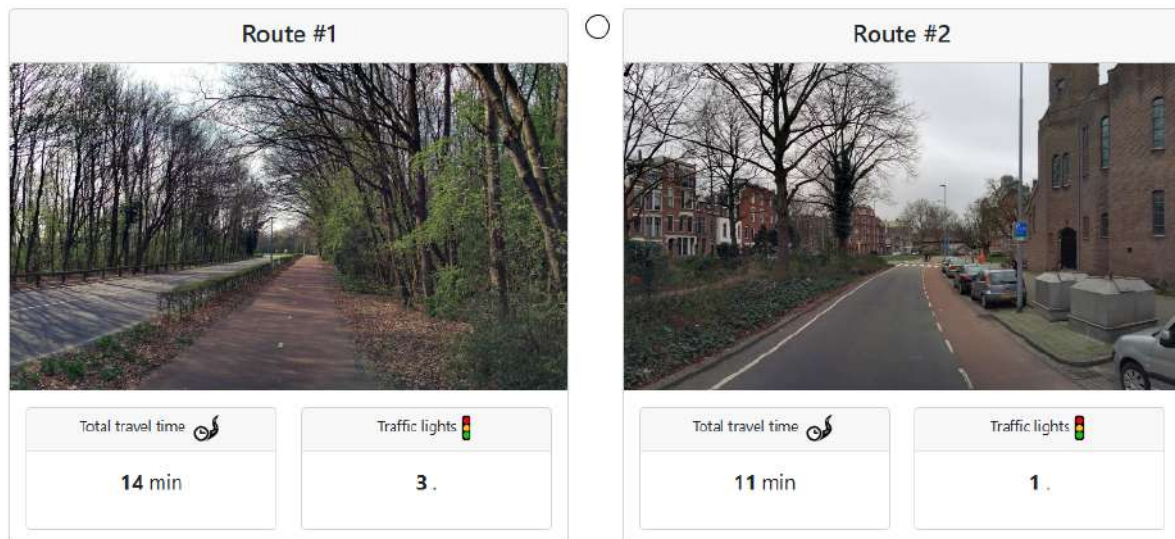 Route #1
Total travel time
Traffic lights
14 min
3 .
Route #2
Total travel time
Traffic lights
11 min
1 .